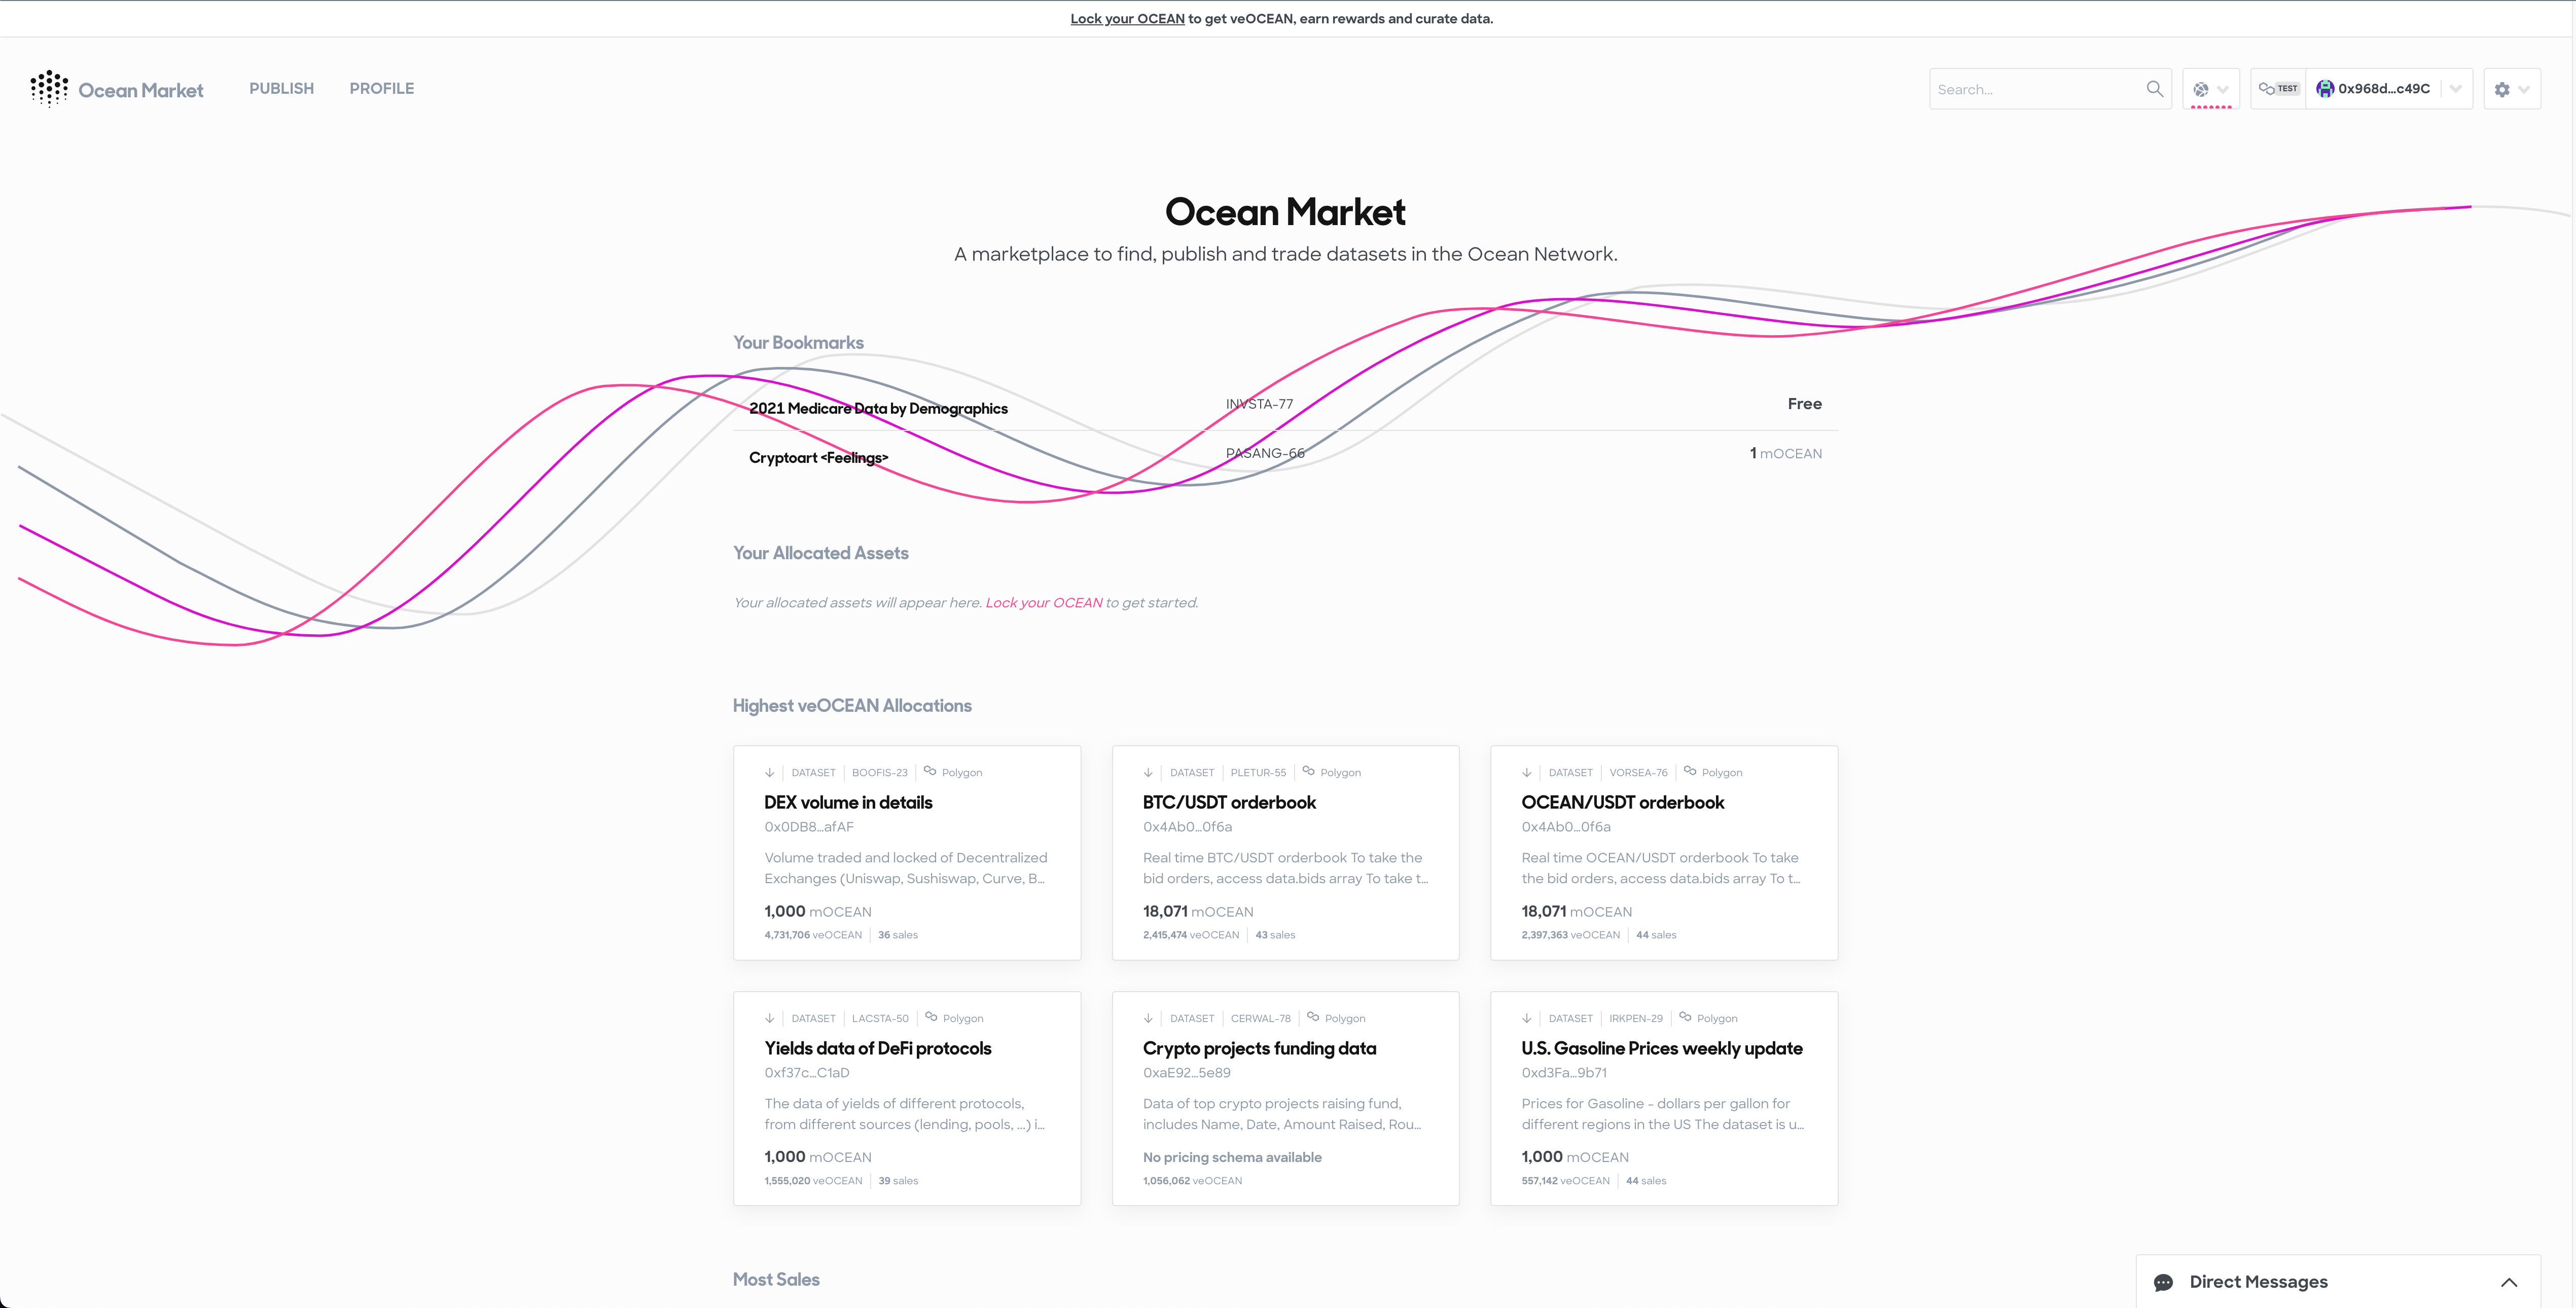 Lock your OCEAN to get veOCEAN, earn rewards and curate data.
Ocean Market PUBLISH PROFILE Search... TEST 0x968d...c49C
Ocean Market
A marketplace to find, publish and trade datasets in the Ocean Network.
Your Bookmarks
2021 Medicare Data by Demographics INVSTA-77 Free
Cryptoart <Feelings> PASANG-66 1 mOCEAN
Your Allocated Assets
Your allocated assets will appear here. Lock your OCEAN to get started.
Highest veOCEAN Allocations
DATASET BOOFIS-23 Polygon
DEX volume in details
0x0DB8...afAF
Volume traded and locked of Decentralized
Exchanges (Uniswap, Sushiswap, Curve, B...
1,000 mOCEAN
4,731,706 veOCEAN 36 sales
DATASET PLETUR-55 Polygon
BTC/USDT orderbook
0x4Ab0...0f6a
Real time BTC/USDT orderbook To take the
bid orders, access data.bids array To take t...
18,071 mOCEAN
2,415,474 veOCEAN 43 sales
DATASET VORSEA-76 Polygon
OCEAN/USDT orderbook
0x4Ab0...0f6a
Real time OCEAN/USDT orderbook To take
the bid orders, access data.bids array To t...
18,071 mOCEAN
2,397,363 veOCEAN 44 sales
DATASET LACSTA-50 Polygon
Yields data of DeFi protocols
0xf37c...C1aD
The data of yields of different protocols,
from different sources (lending, pools, ...) i...
1,000 mOCEAN
1,555,020 veOCEAN 39 sales
DATASET CERWAL-78 Polygon
Crypto projects funding data
0xaE92...5e89
Data of top crypto projects raising fund,
includes Name, Date, Amount Raised, Rou...
No pricing schema available
1,056,062 veOCEAN
DATASET IRKPEN-29 Polygon
U.S. Gasoline Prices weekly update
0xd3Fa...9b71
Prices for Gasoline - dollars per gallon for
different regions in the US The dataset is u...
1,000 mOCEAN
557,142 veOCEAN 44 sales
Most Sales
Direct Messages